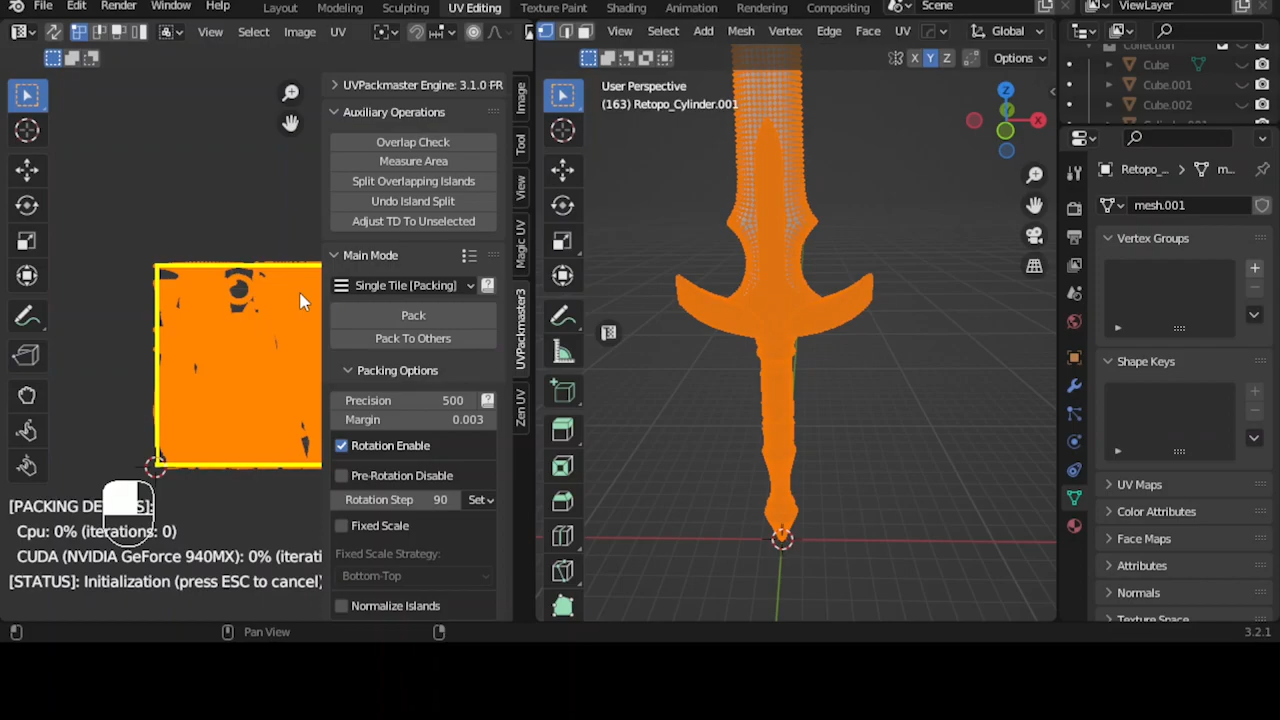 File Edit Render Window Help Layout Modeling Sculpting UV Editing Texture Paint Shading Animation Rendering Compositing Scene ViewLayer
View Select Image UV
View Select Add Mesh Vertex Edge Face UV Global
X Y Z Options
Collection
Cube
Cube.001
Cube.002
UVPackmaster Engine: 3.1.0 PR
Auxiliary Operations
Overlap Check
Measure Area
Split Overlapping Islands
Undo Island Split
Adjust TD To Unselected
Main Mode
Single Tile [Packing]
Pack
Pack To Others
Packing Options
Precision 500
Margin 0.003
Rotation Enable
Pre-Rotation Disable
Rotation Step 90 Set
Fixed Scale
Fixed Scale Strategy:
Bottom-Top
Normalize Islands
Image
Tool
View
Magic UV
UVPackmaster3
Zen UV
[PACKING DE
S]:
Cpu: 0% (iterations: 0)
CUDA (NVIDIA GeForce 940MX): 0% (iterati
[STATUS]: Initialization (press ESC to cancel)
User Perspective
(163) Retopo_Cylinder.001
Z
X
Retopo_... m...
mesh.001
Vertex Groups
Shape Keys
UV Maps
Color Attributes
Face Maps
Attributes
Normals
Texture Space
Pan View
3.2.1